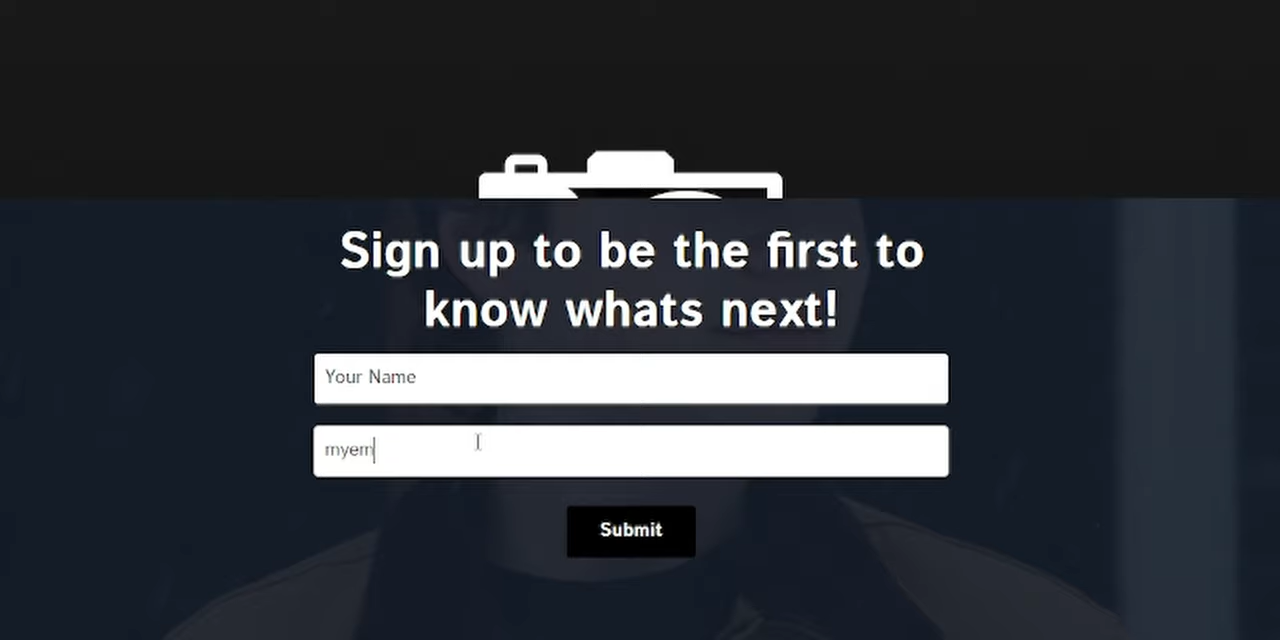 Sign up to be the first to
know whats next!
Your Name
myem
Submit